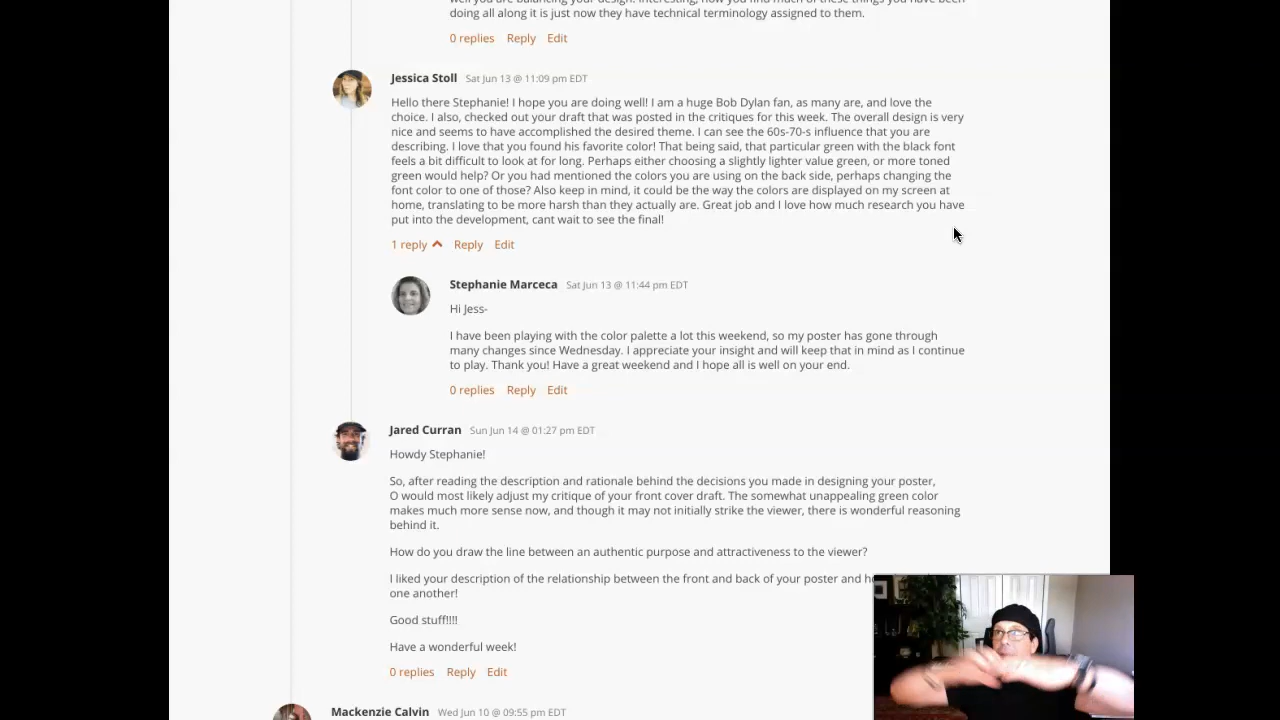 well you are balancing your design. Interesting, how you find much of these things you have been
doing all along it is just now they have technical terminology assigned to them.
0 replies Reply Edit
Jessica Stoll Sat Jun 13 @ 11:09 pm EDT
Hello there Stephanie! I hope you are doing well! I am a huge Bob Dylan fan, as many are, and love the
choice. I also, checked out your draft that was posted in the critiques for this week. The overall design is very
nice and seems to have accomplished the desired theme. I can see the 60s-70-s influence that you are
describing. I love that you found his favorite color! That being said, that particular green with the black font
feels a bit difficult to look at for long. Perhaps either choosing a slightly lighter value green, or more toned
green would help? Or you had mentioned the colors you are using on the back side, perhaps changing the
font color to one of those? Also keep in mind, it could be the way the colors are displayed on my screen at
home, translating to be more harsh than they actually are. Great job and I love how much research you have
put into the development, cant wait to see the final!
1 reply Reply Edit
Stephanie Marceca Sat Jun 13 @ 11:44 pm EDT
Hi Jess-
I have been playing with the color palette a lot this weekend, so my poster has gone through
many changes since Wednesday. I appreciate your insight and will keep that in mind as I continue
to play. Thank you! Have a great weekend and I hope all is well on your end.
0 replies Reply Edit
Jared Curran Sun Jun 14 @ 01:27 pm EDT
Howdy Stephanie!
So, after reading the description and rationale behind the decisions you made in designing your poster,
O would most likely adjust my critique of your front cover draft. The somewhat unappealing green color
makes much more sense now, and though it may not initially strike the viewer, there is wonderful reasoning
behind it.
How do you draw the line between an authentic purpose and attractiveness to the viewer?
I liked your description of the relationship between the front and back of your poster and
one another!
Good stuff!!!!
Have a wonderful week!
0 replies Reply Edit
Mackenzie Calvin Wed Jun 10 @ 09:55 pm EDT